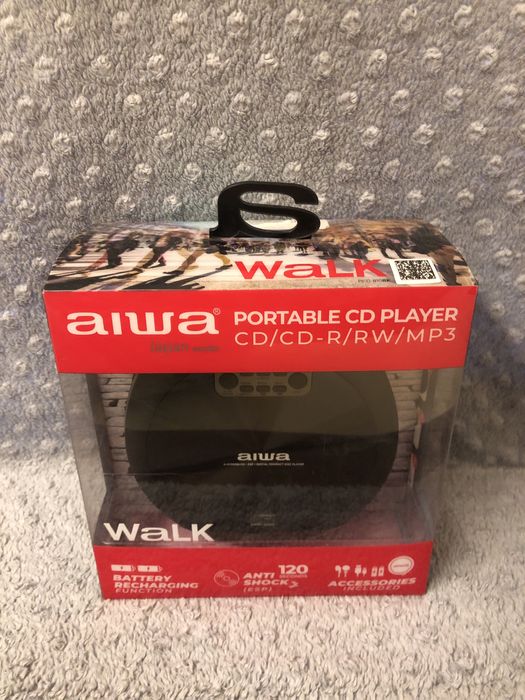 WaLK
aiwa®
PORTABLE CD PLAYER
CD/CD-R/RW/MP3
aiwa
WaLK
BATTERY
RECHARGING
FUNCTION
ANTI
SHOCK
(ESP)
120
SECONDS
ACCESSORIES
INCLUDED